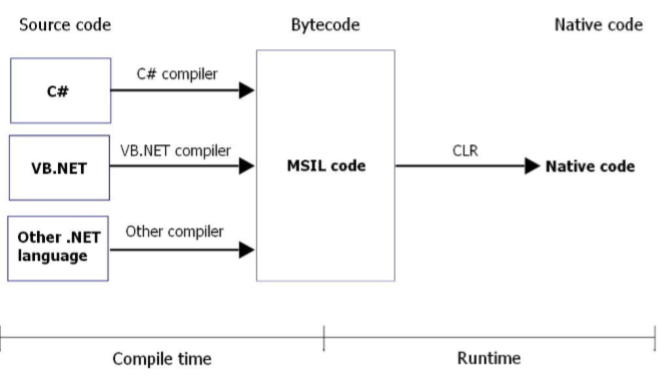 Source code
Bytecode
Native code
C#
C# compiler
VB.NET
VB.NET compiler
MSIL code
CLR
Native code
Other .NET
language
Other compiler
Compile time
Runtime